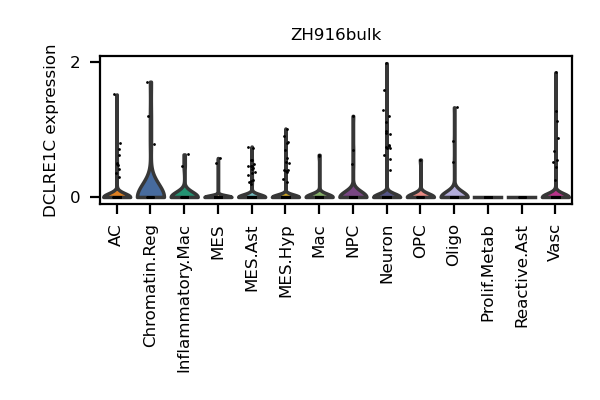 ZH916bulk
DCLRE1C expression
2
0
AC
Chromatin.Reg
Inflammatory.Mac
MES
MES.Ast
MES.Hyp
Mac
NPC
Neuron
OPC
Oligo
Prolif.Metab
Reactive.Ast
Vasc